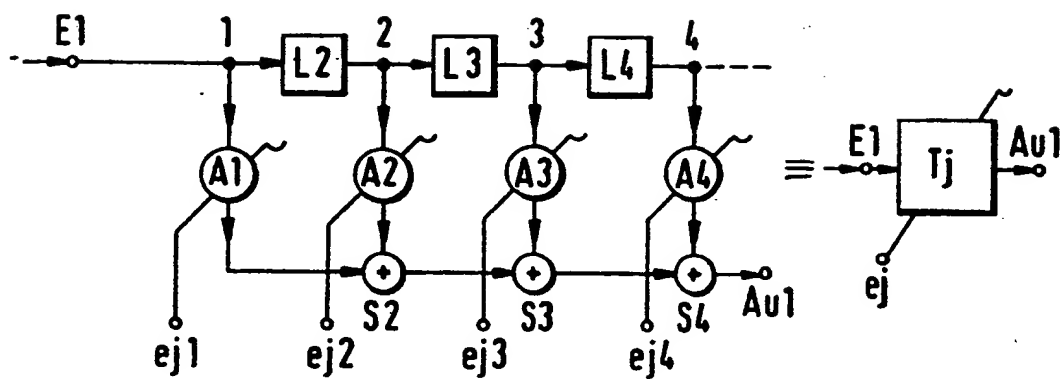 E1 1 L2 2 L3 3 L4 4
A1 A2 A3 A4 ≡ E1 Tj Au1
+ + + Au1 ej
S2 S3 S4
ej1 ej2 ej3 ej4